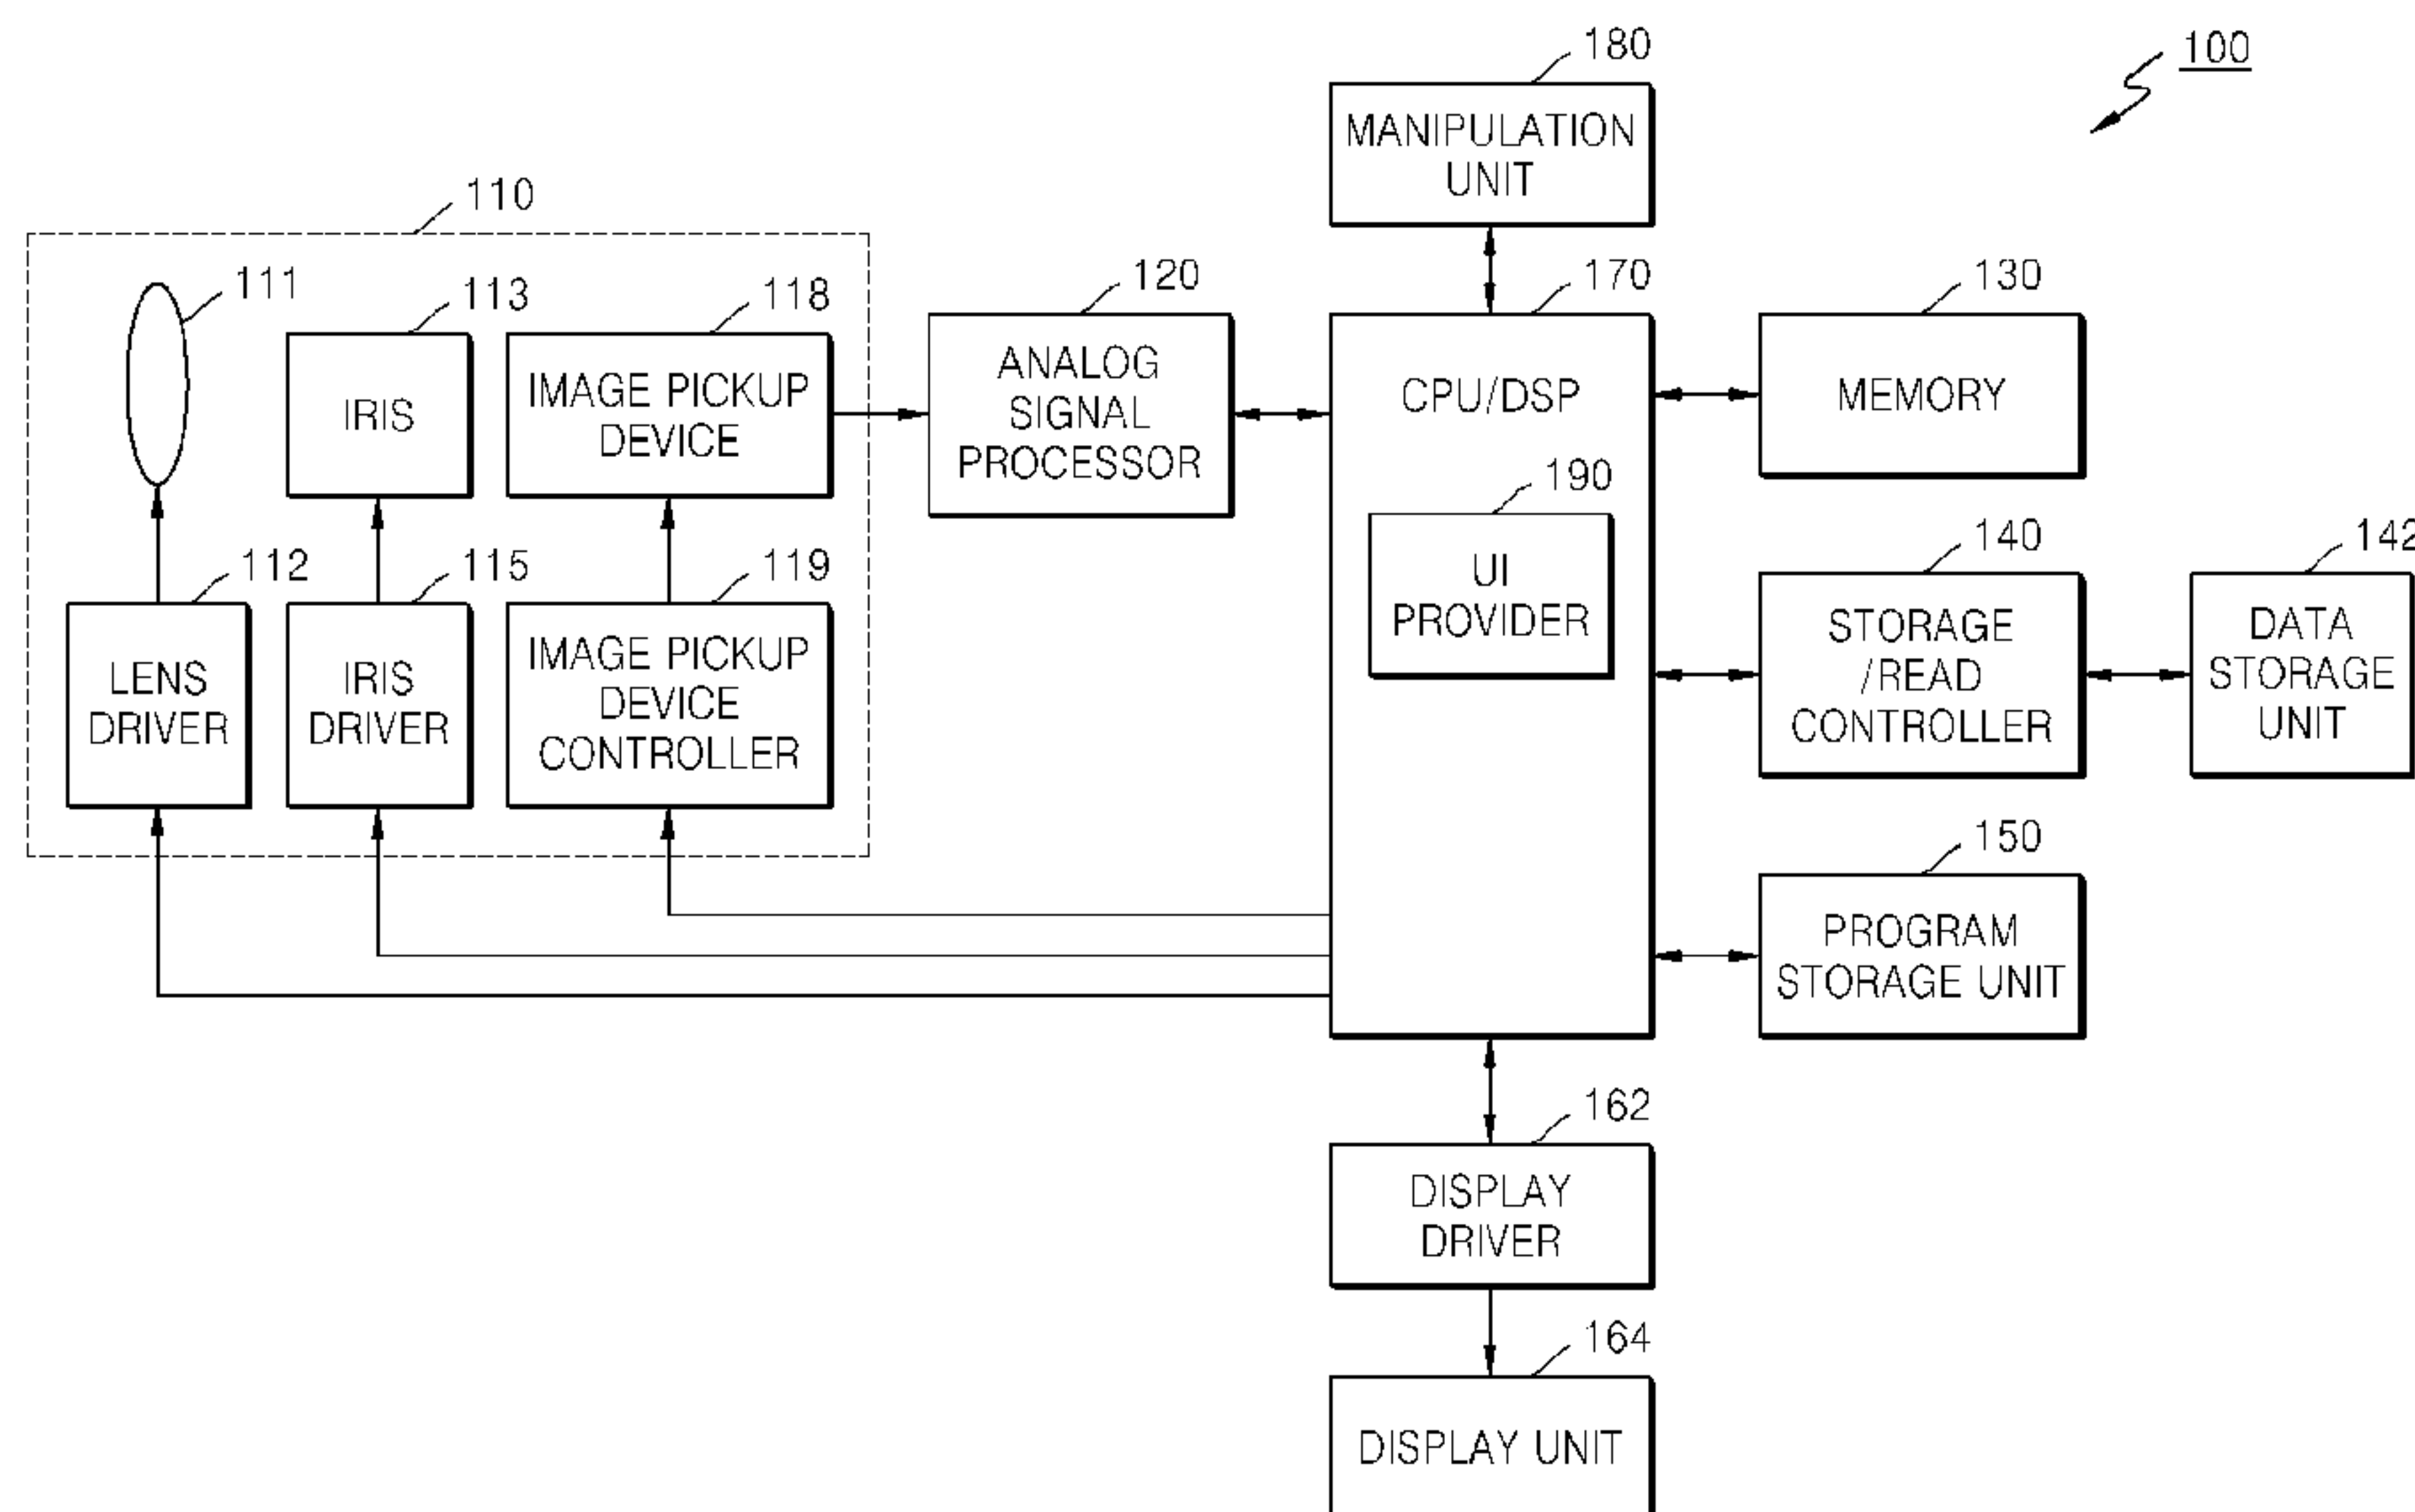 180
100
MANIPULATION
UNIT
110
111
113
118
120
170
130
IRIS
IMAGE PICKUP
DEVICE
ANALOG
SIGNAL
PROCESSOR
CPU/DSP
MEMORY
190
UI
PROVIDER
112
115
119
140
142
LENS
DRIVER
IRIS
DRIVER
IMAGE PICKUP
DEVICE
CONTROLLER
STORAGE
/READ
CONTROLLER
DATA
STORAGE
UNIT
150
PROGRAM
STORAGE UNIT
162
DISPLAY
DRIVER
164
DISPLAY UNIT